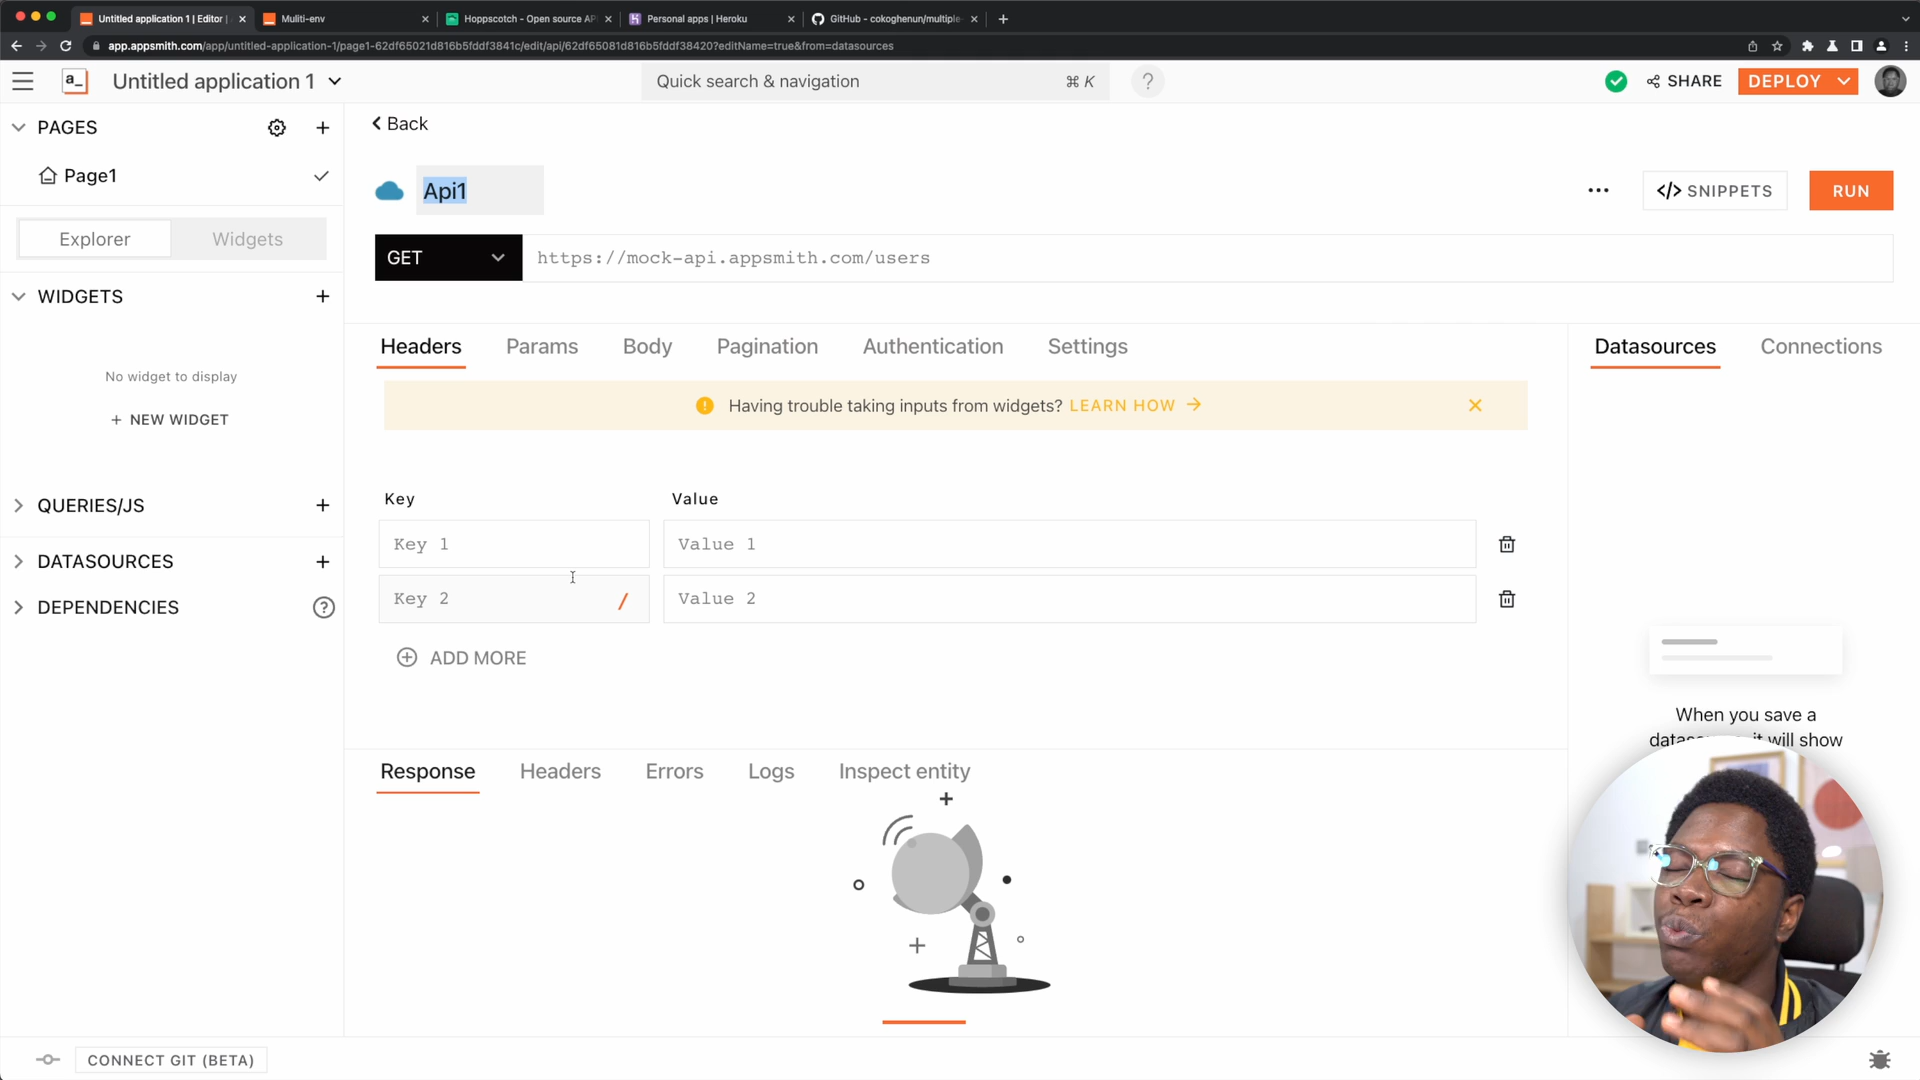 Untitled application 1 | Editor |
Muliti-env
Hoppscotch - Open source AP
Personal apps | Heroku
GitHub - cokoghenun/multiple-
app.appsmith.com/app/untitled-application-1/page1-62df65021d816b5fddf3841c/edit/api/62df65081d816b5fddf38420?editName=true&from=datasources
a_
Untitled application 1
Quick search & navigation
⌘ K
?
SHARE
DEPLOY
PAGES
Page1
Explorer
Widgets
WIDGETS
No widget to display
+ NEW WIDGET
QUERIES/JS
DATASOURCES
DEPENDENCIES
?
Back
Api1
</> SNIPPETS
RUN
GET
https://mock-api.appsmith.com/users
Headers
Params
Body
Pagination
Authentication
Settings
Datasources
Connections
Having trouble taking inputs from widgets? LEARN HOW
Key
Value
Key 1
Value 1
Key 2
/
Value 2
ADD MORE
When you save a
it will show
Response
Headers
Errors
Logs
Inspect entity
CONNECT GIT (BETA)